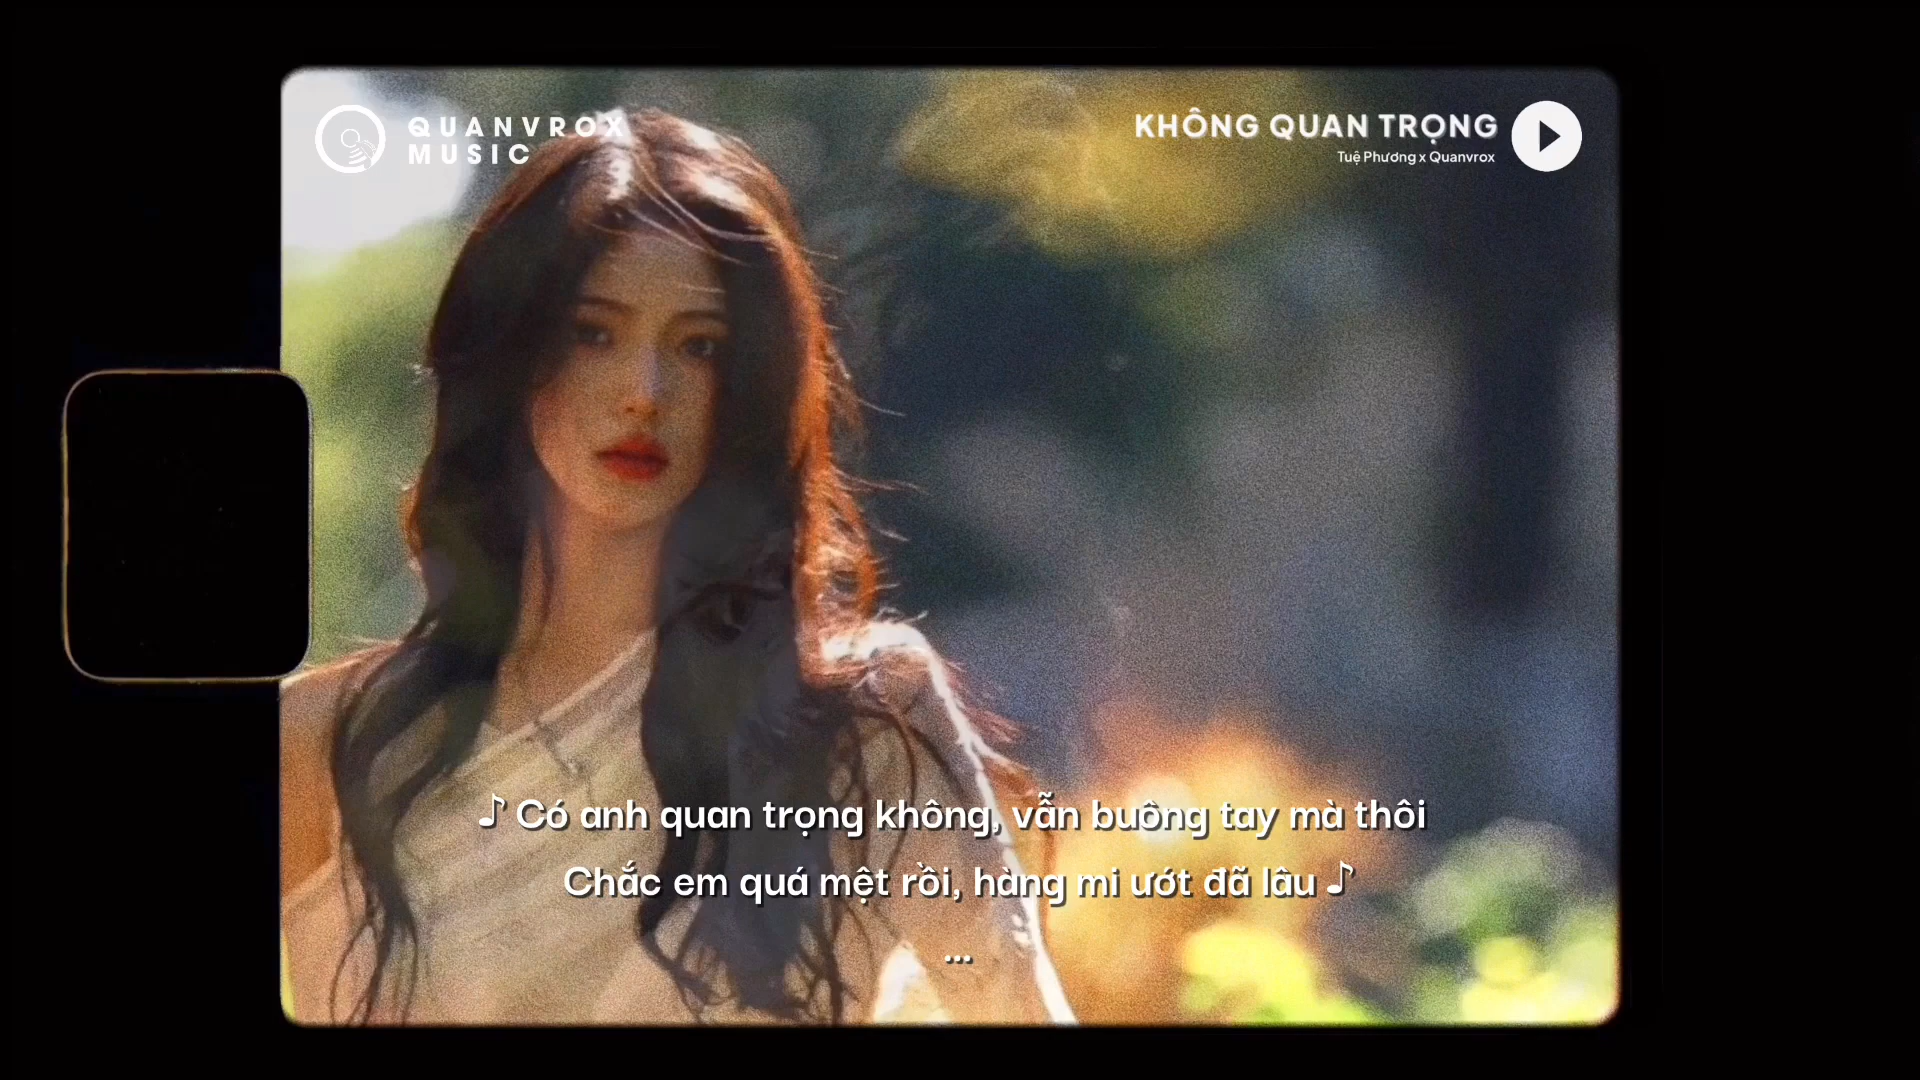 QUANVROX
MUSIC
KHÔNG QUAN TRỌNG
Tuệ Phương x Quanvrox
♪ Có anh quan trọng không, vẫn buông tay mà thôi
Chắc em quá mệt rồi, hàng mi ướt đã lâu ♪
...